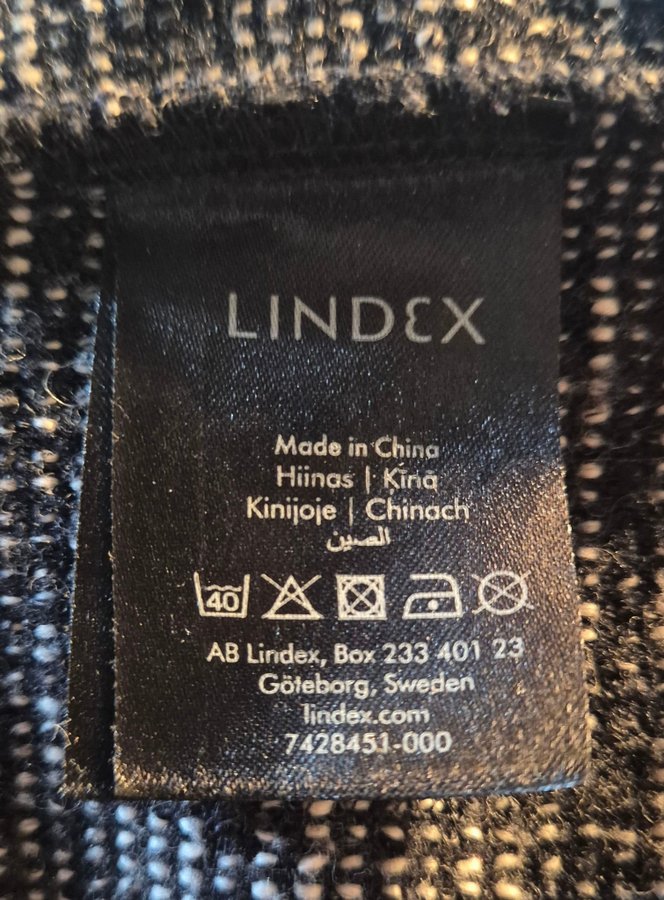 LINDEX
Made in China
Hiinas | Ķīnā
Kinijoje | Chinach
الصين
40
AB Lindex, Box 233 401 23
Göteborg, Sweden
lindex.com
7428451-000